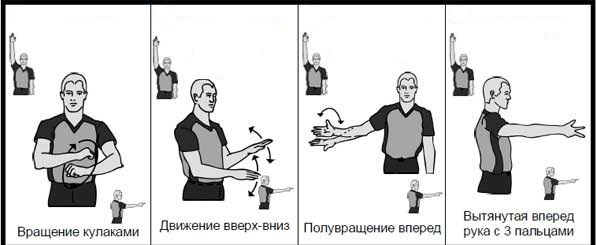 Вращение кулаками
Движение вверх-вниз
Полувращение вперед
Вытянутая вперед
рука с 3 пальцами